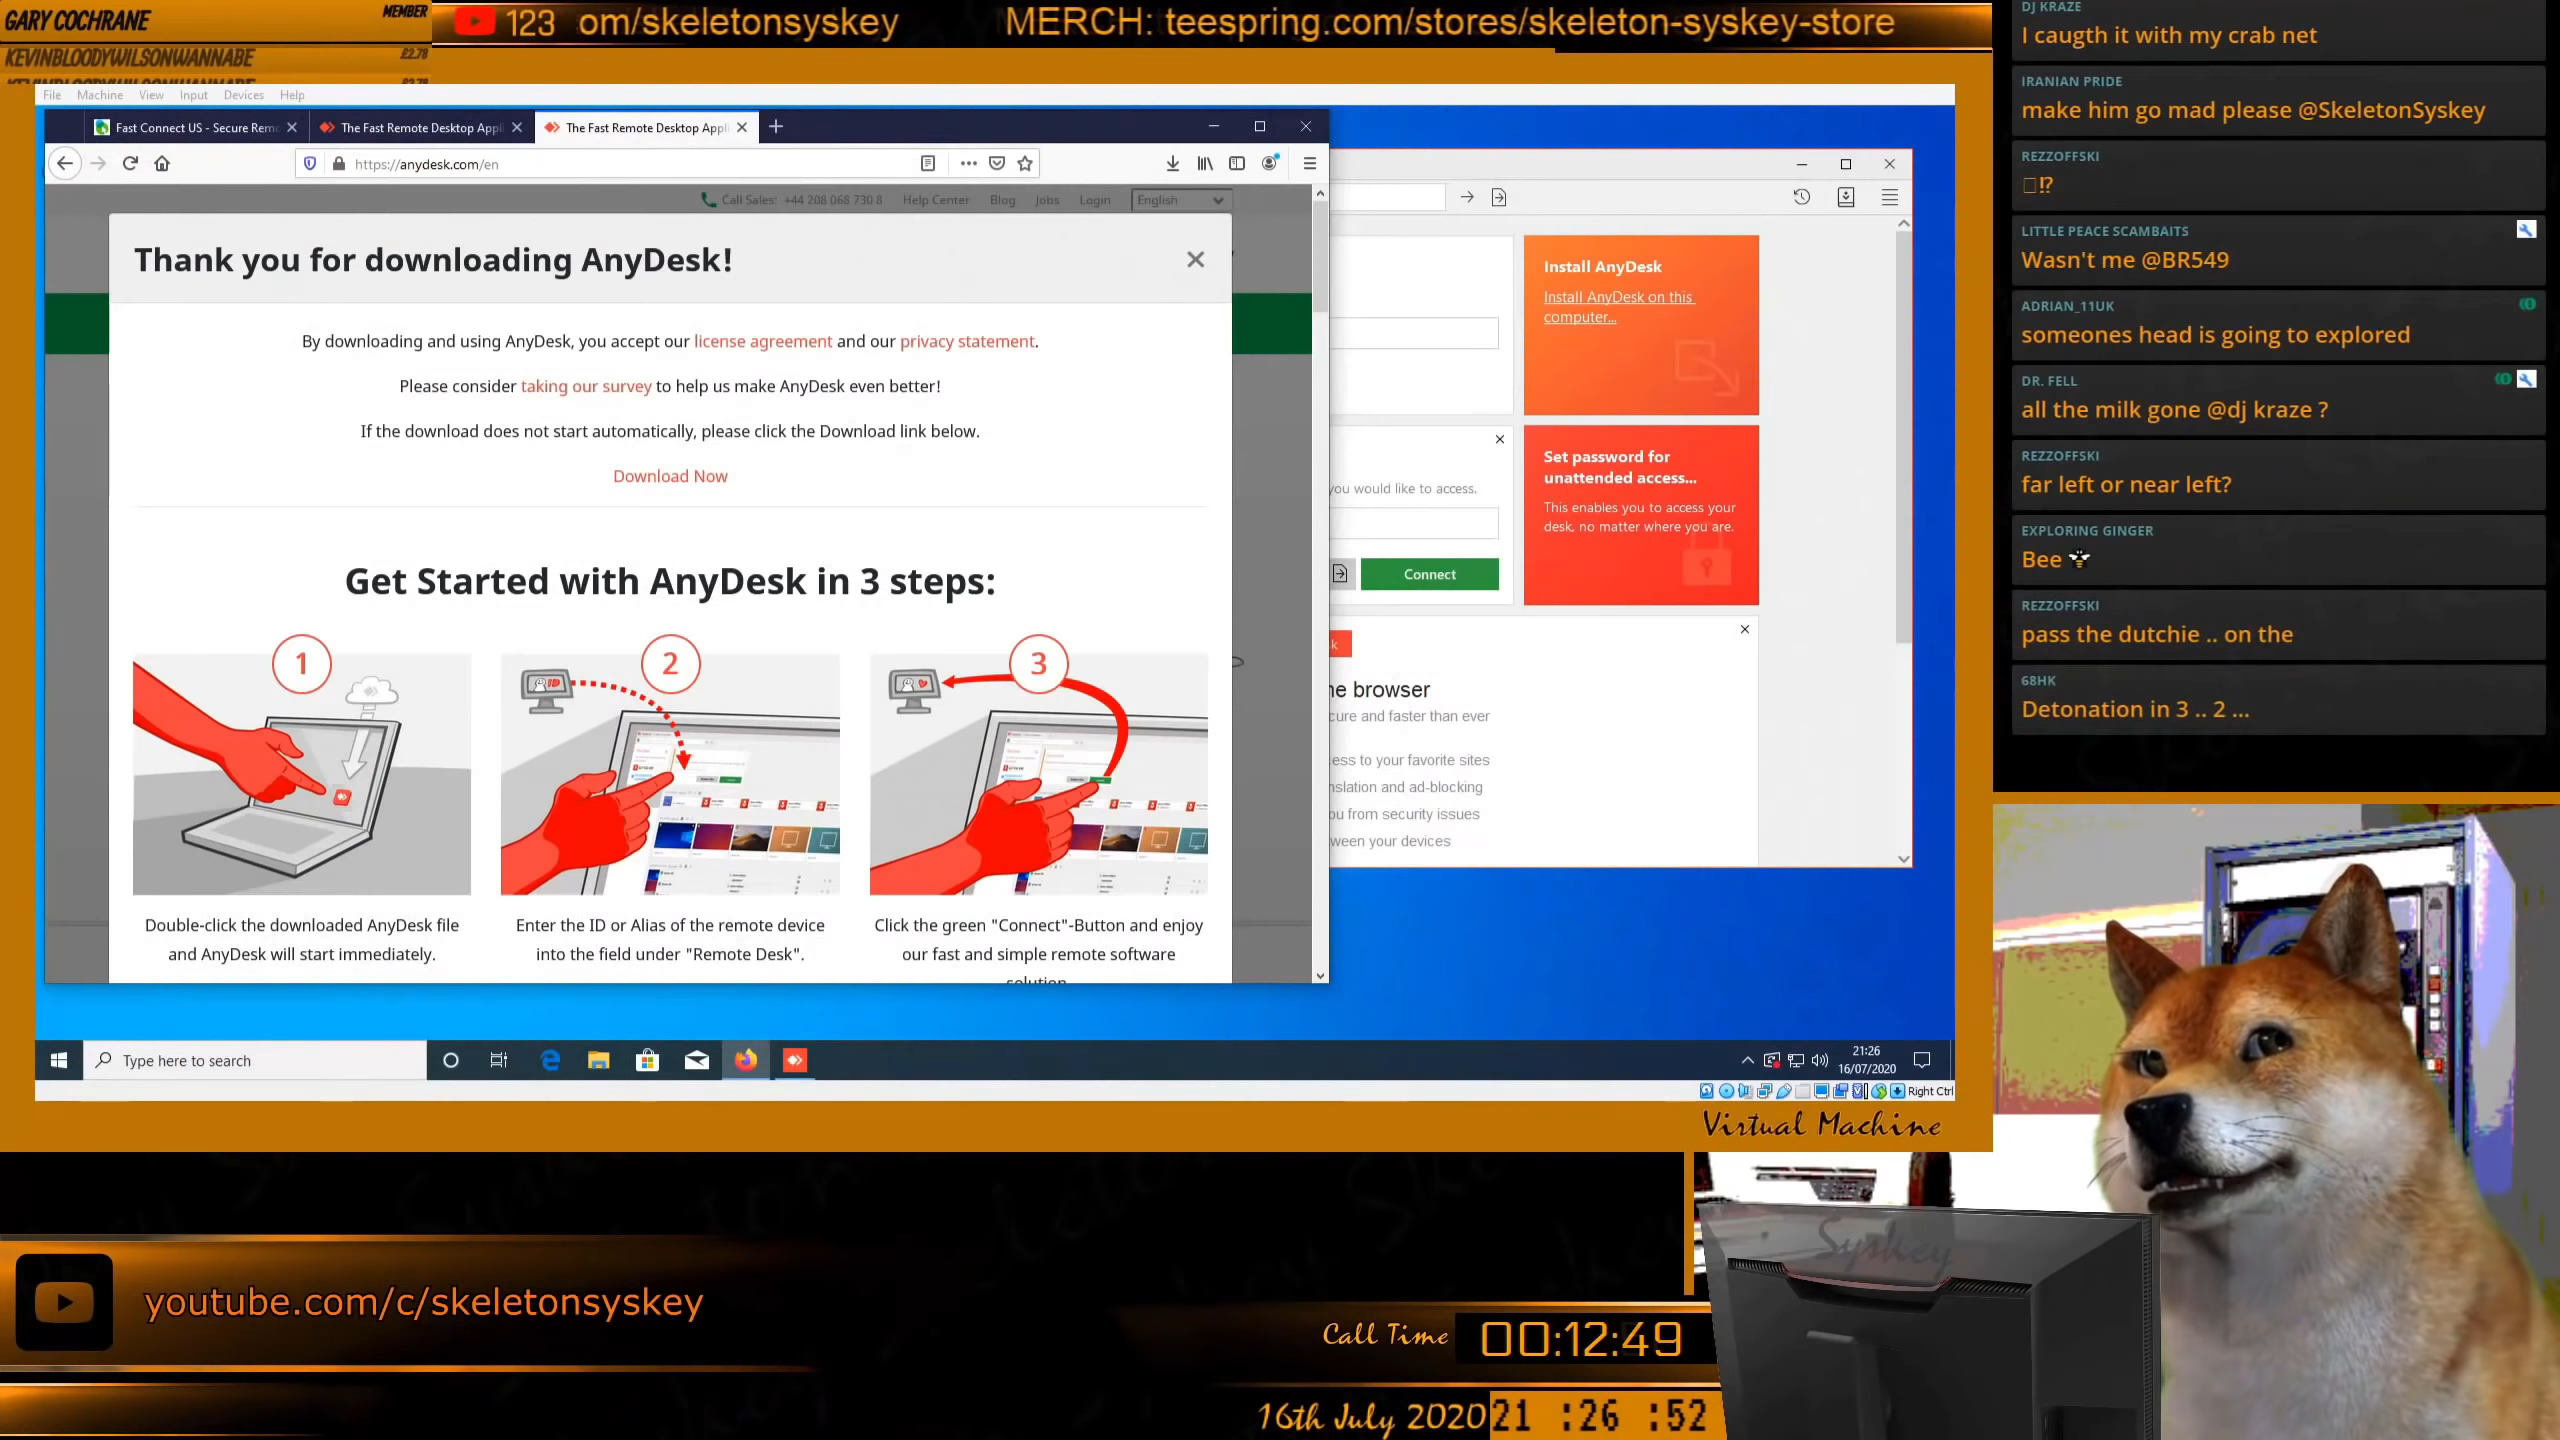 GARY COCHRANE
MEMBER
KEVINBLOODYWILSONWANNABE
£2.78
123
om/skeletonsyskey
MERCH: teespring.com/stores/skeleton-syskey-store
File Machine View Input Devices Help
Fast Connect US - Secure Remo
The Fast Remote Desktop Appli
The Fast Remote Desktop Appli
https://anydesk.com/en
Call Sales: +44 208 068 730 8
Help Center
Blog
Jobs
Login
English
Thank you for downloading AnyDesk!
By downloading and using AnyDesk, you accept our license agreement and our privacy statement.
Please consider taking our survey to help us make AnyDesk even better!
If the download does not start automatically, please click the Download link below.
Download Now
Get Started with AnyDesk in 3 steps:
1
2
3
Double-click the downloaded AnyDesk file
and AnyDesk will start immediately.
Enter the ID or Alias of the remote device
into the field under "Remote Desk".
Click the green "Connect"-Button and enjoy
our fast and simple remote software
solution
Install AnyDesk
Install AnyDesk on this
computer...
Set password for
unattended access...
This enables you to access your
desk, no matter where you are.
you would like to access.
Connect
he browser
cure and faster than ever
ess to your favorite sites
nslation and ad-blocking
ou from security issues
ween your devices
Type here to search
21:26
16/07/2020
Right Ctrl
Virtual Machine
DJ KRAZE
I caugth it with my crab net
IRANIAN PRIDE
make him go mad please @SkeletonSyskey
REZZOFFSKI
⁉
LITTLE PEACE SCAMBAITS
Wasn't me @BR549
ADRIAN_11UK
someones head is going to explored
DR. FELL
all the milk gone @dj kraze ?
REZZOFFSKI
far left or near left?
EXPLORING GINGER
Bee 🐝
REZZOFFSKI
pass the dutchie .. on the
68HK
Detonation in 3 .. 2 ...
youtube.com/c/skeletonsyskey
Call Time
00:12:49
16th July 2020
21 :26 :52
Syskey